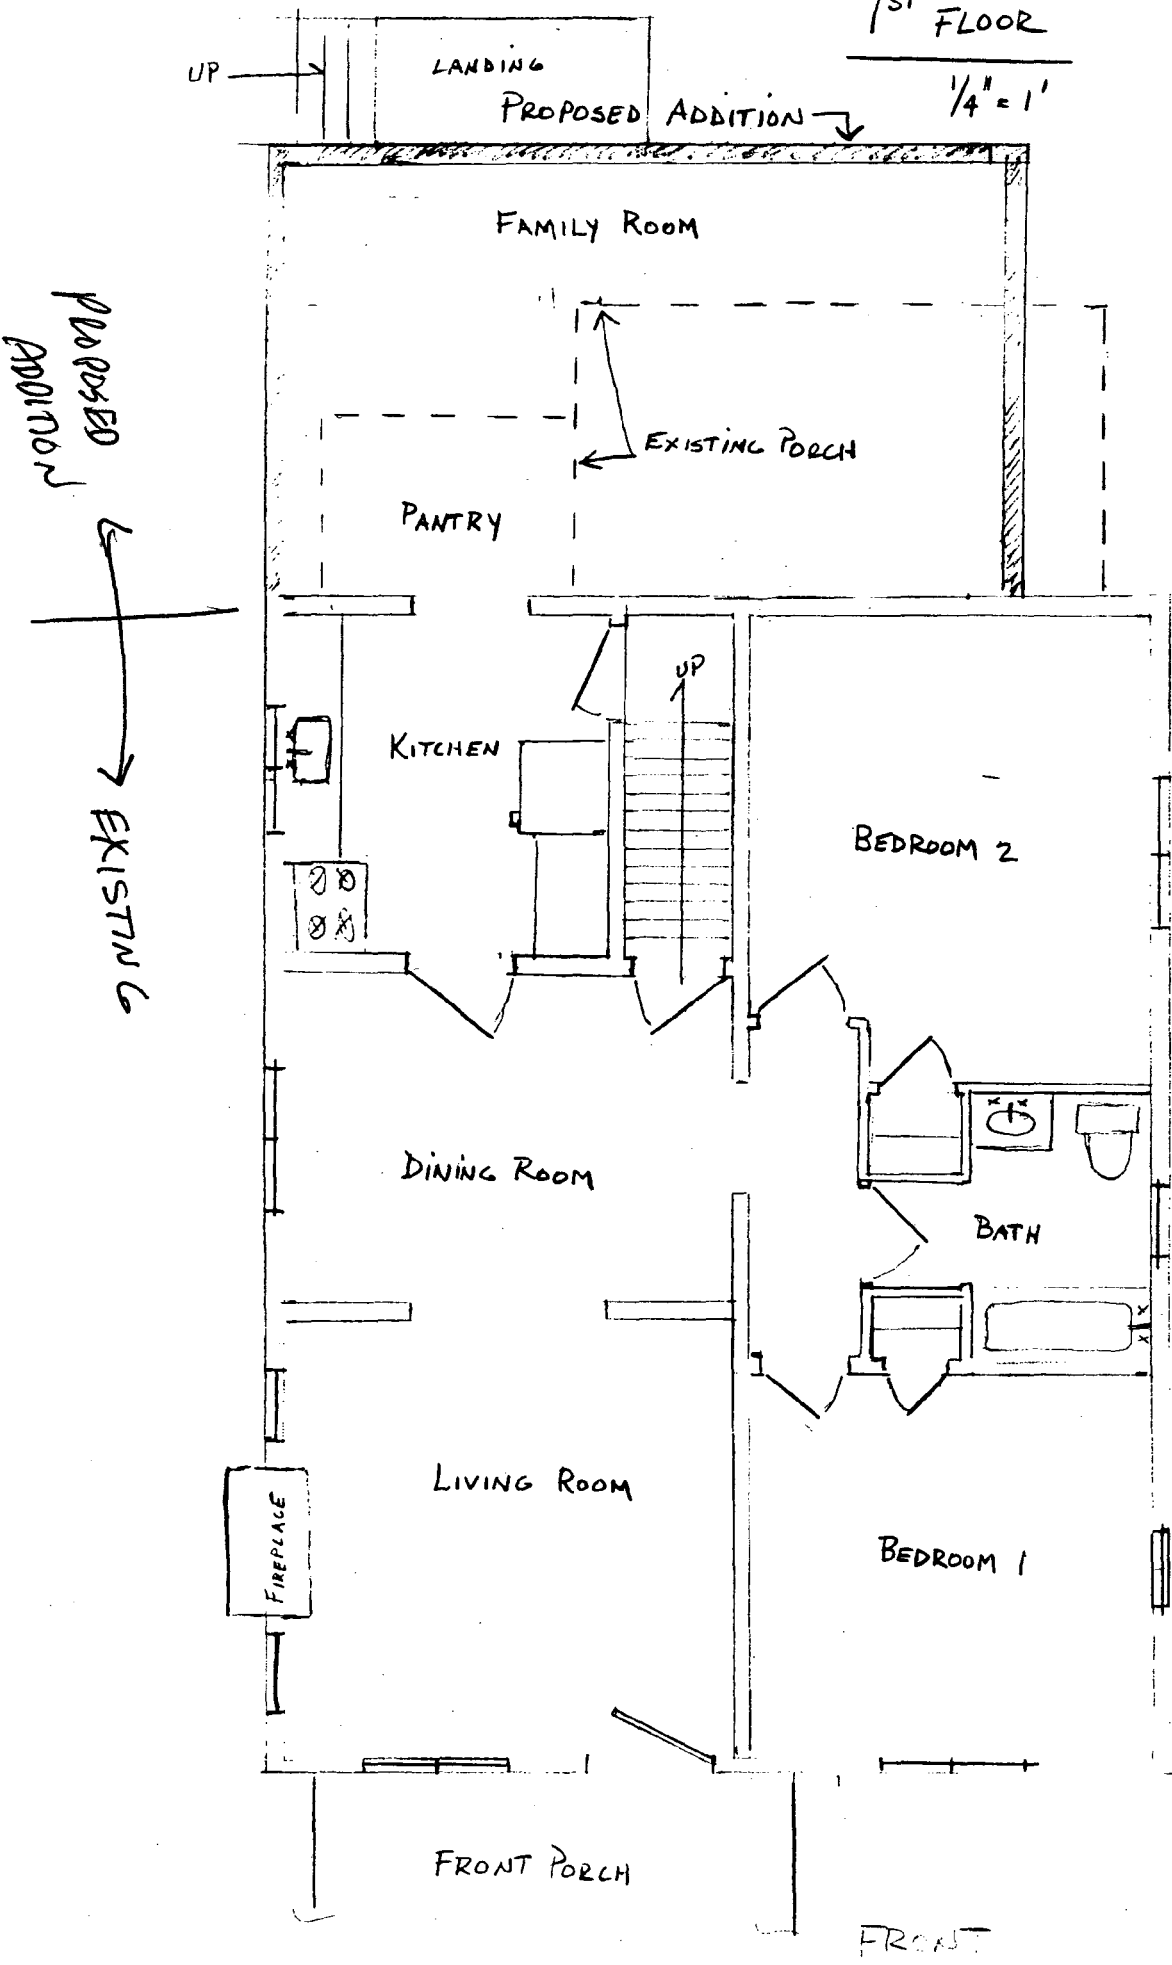 1ST FLOOR
1/4" = 1'
UP
LANDING
PROPOSED ADDITION
FAMILY ROOM
PROPOSED
ADDITION
EXISTING PORCH
PANTRY
UP
KITCHEN
BEDROOM 2
EXISTING
DINING ROOM
BATH
LIVING ROOM
FIREPLACE
BEDROOM 1
FRONT PORCH
FRONT